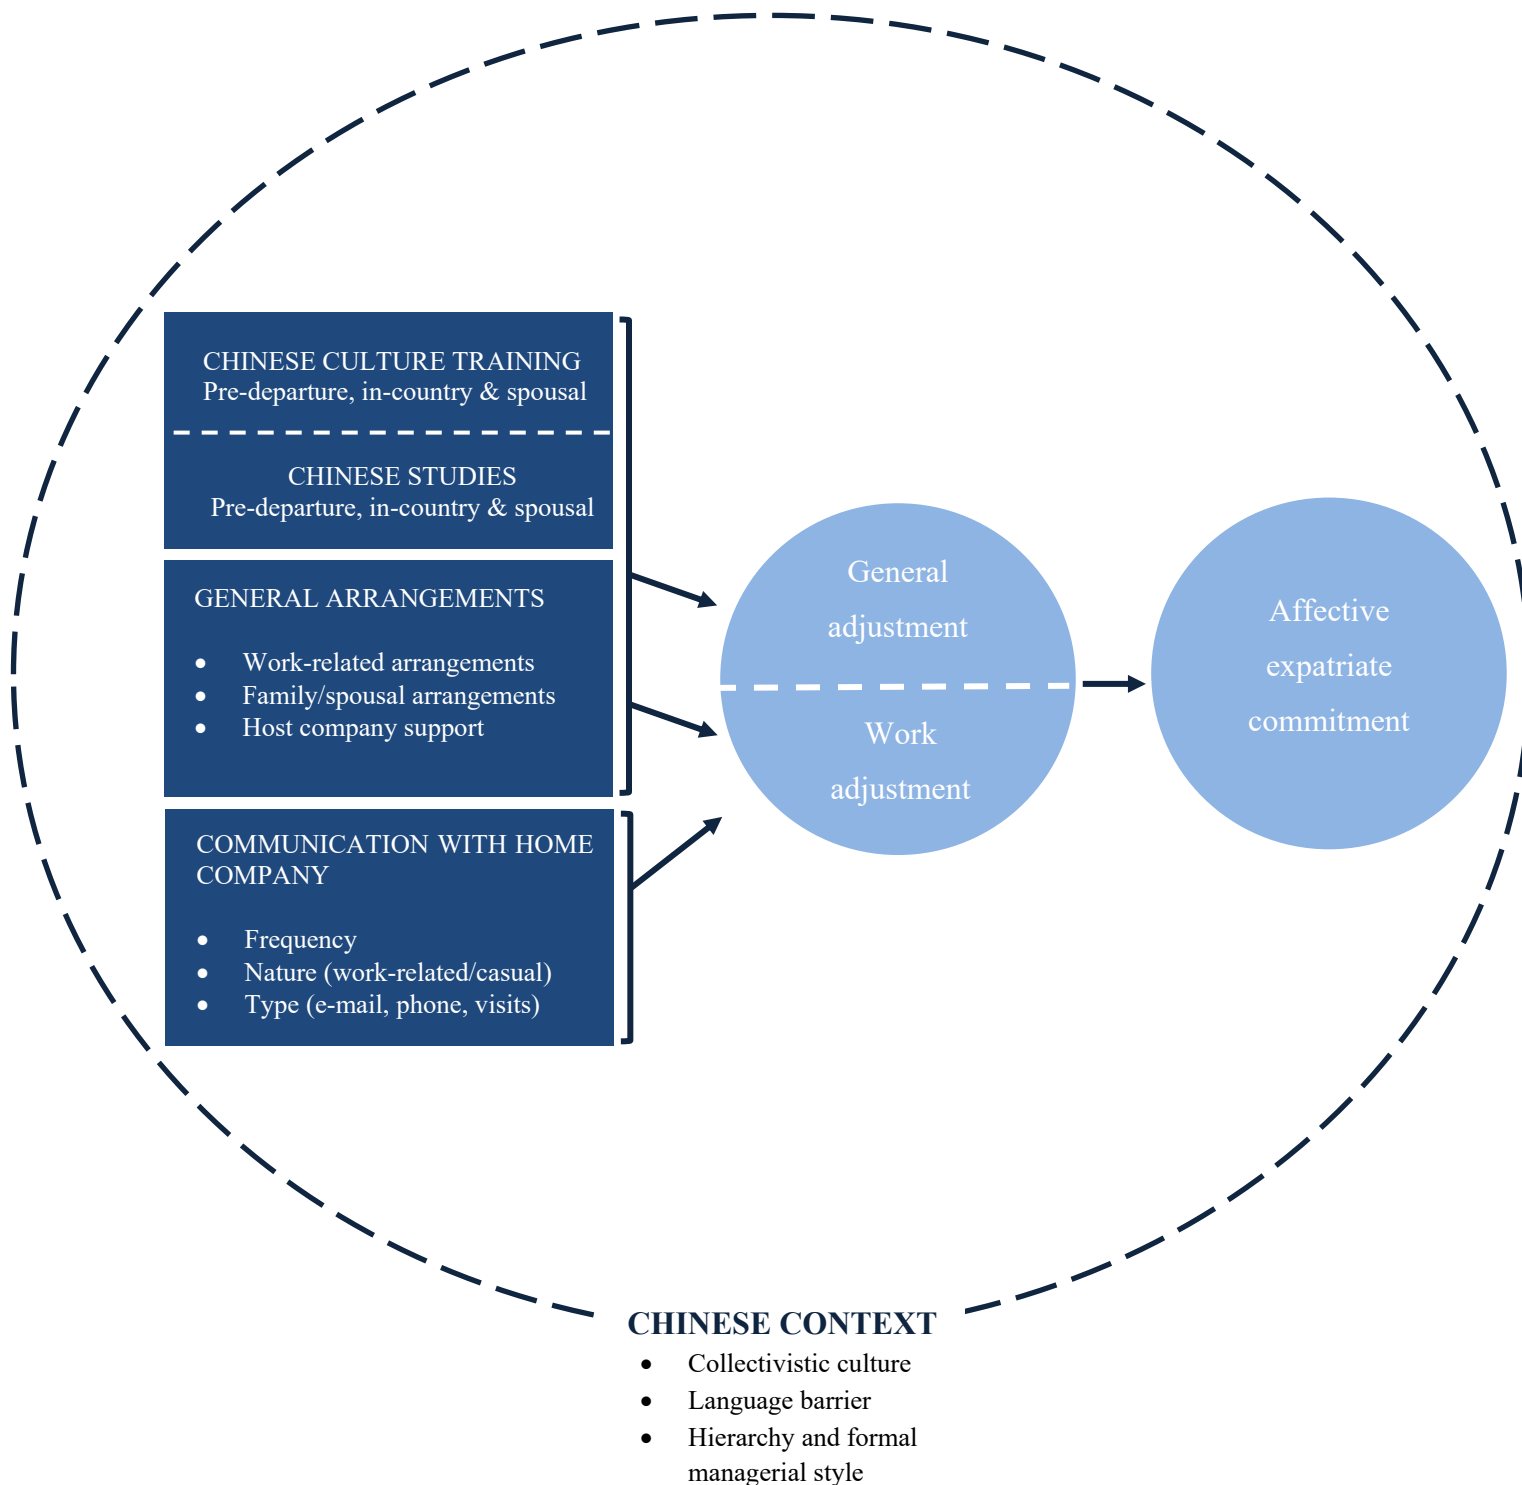 CHINESE CULTURE TRAINING
Pre-departure, in-country & spousal
CHINESE STUDIES
Pre-departure, in-country & spousal
GENERAL ARRANGEMENTS
• Work-related arrangements
• Family/spousal arrangements
• Host company support
COMMUNICATION WITH HOME
COMPANY
• Frequency
• Nature (work-related/casual)
• Type (e-mail, phone, visits)
General
adjustment
Work
adjustment
Affective
expatriate
commitment
CHINESE CONTEXT
• Collectivistic culture
• Language barrier
• Hierarchy and formal
managerial style